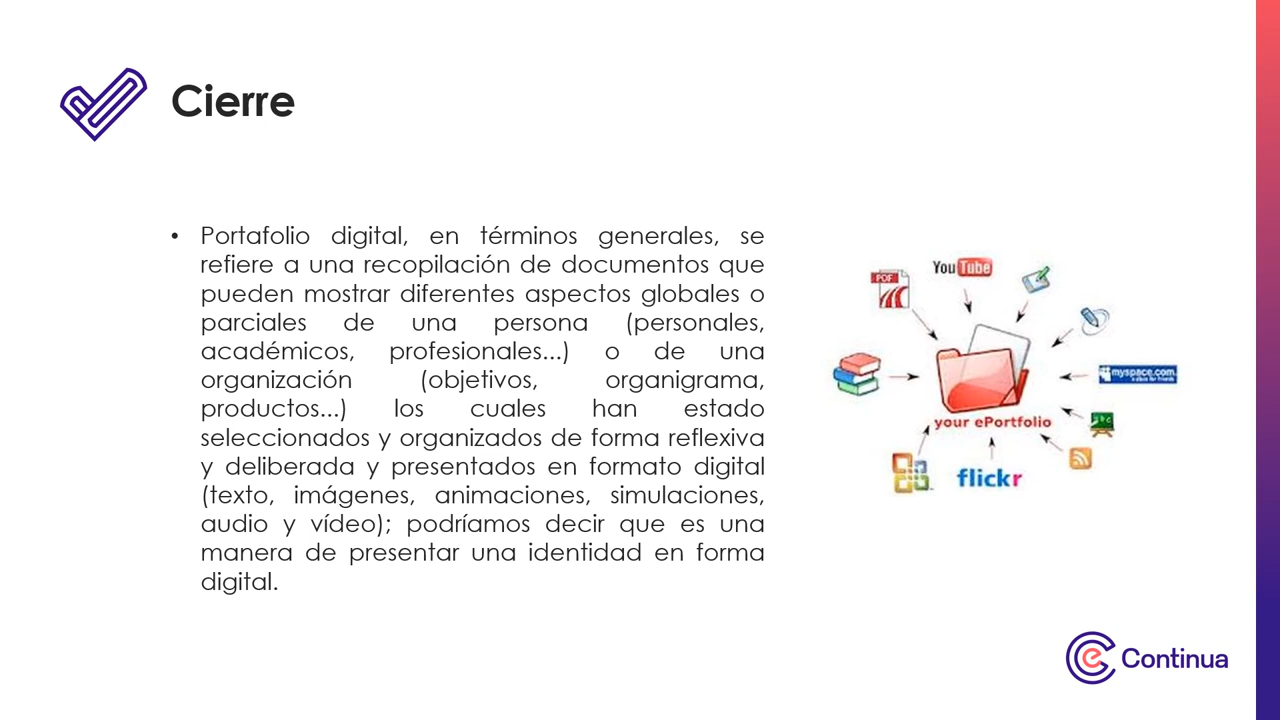 Cierre
• Portafolio digital, en términos generales, se
refiere a una recopilación de documentos que
pueden mostrar diferentes aspectos globales o
parciales de una persona (personales,
académicos, profesionales...) o de una
organización (objetivos, organigrama,
productos...) los cuales han estado
seleccionados y organizados de forma reflexiva
y deliberada y presentados en formato digital
(texto, imágenes, animaciones, simulaciones,
audio y vídeo); podríamos decir que es una
manera de presentar una identidad en forma
digital.
YouTube
PDF
myspace.com
your ePortfolio
flickr
Continua